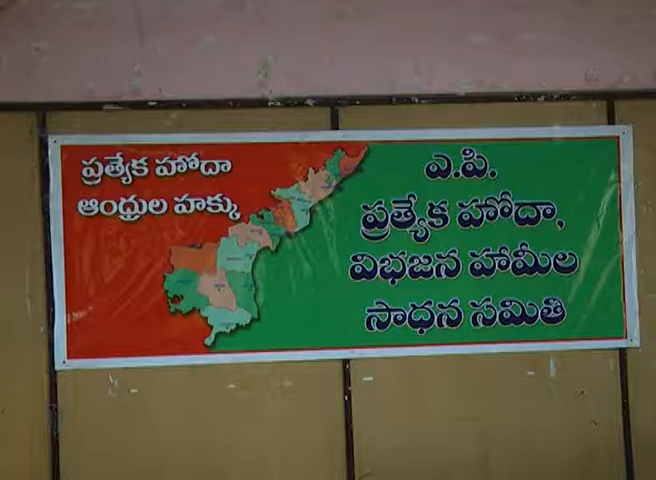 ప్రత్యేక హోదా
ఆంధ్రుల హక్కు
ఎ.పి.
ప్రత్యేక హోదా,
విభజన హామీల
సాధన సమితి